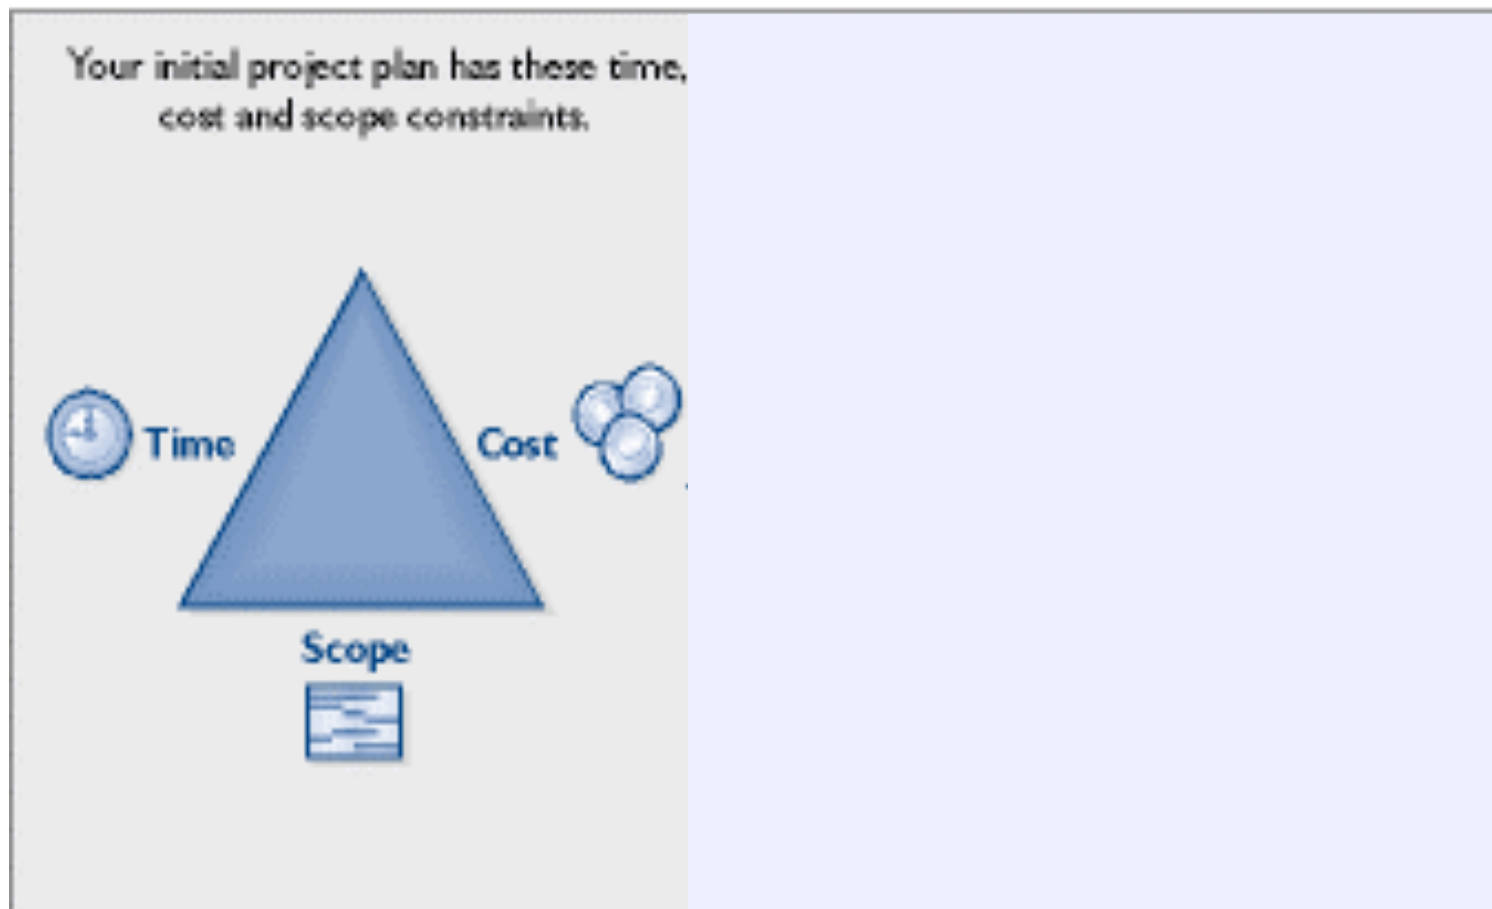 Your initial project plan has these time,
cost and scope constraints.
Time
Cost
Scope